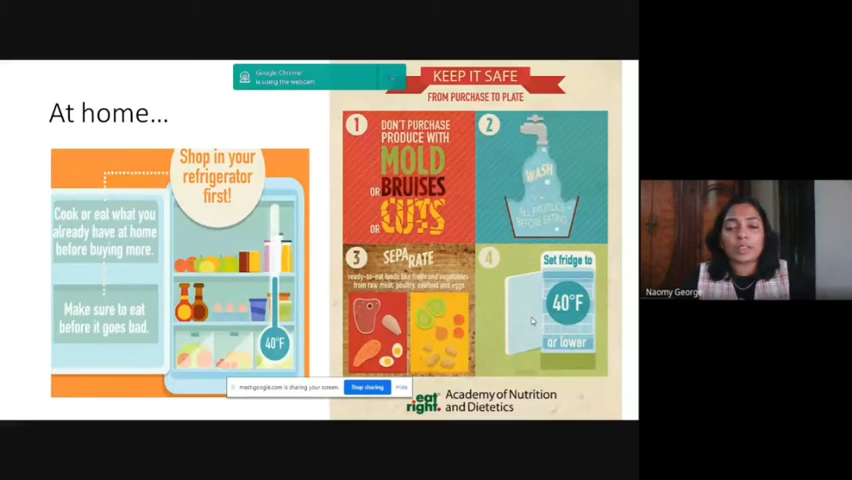 Google Chrome
is using the webcam
At home...
Shop in your
refrigerator
first!
Cook or eat what you
already have at home
before buying more.
Make sure to eat
before it goes bad.
40°F
KEEP IT SAFE
FROM PURCHASE TO PLATE
1
DON'T PURCHASE
PRODUCE WITH
MOLD
OR BRUISES
OR CUTS
2
WASH
ALL PRODUCE
BEFORE EATING
3
SEPARATE
ready-to-eat foods like fruits and vegetables
from raw meat, poultry, seafood and eggs
4
Set fridge to
40°F
or lower
meet.google.com is sharing your screen.
Stop sharing
Hide
eat
right.
Academy of Nutrition
and Dietetics
Naomy George